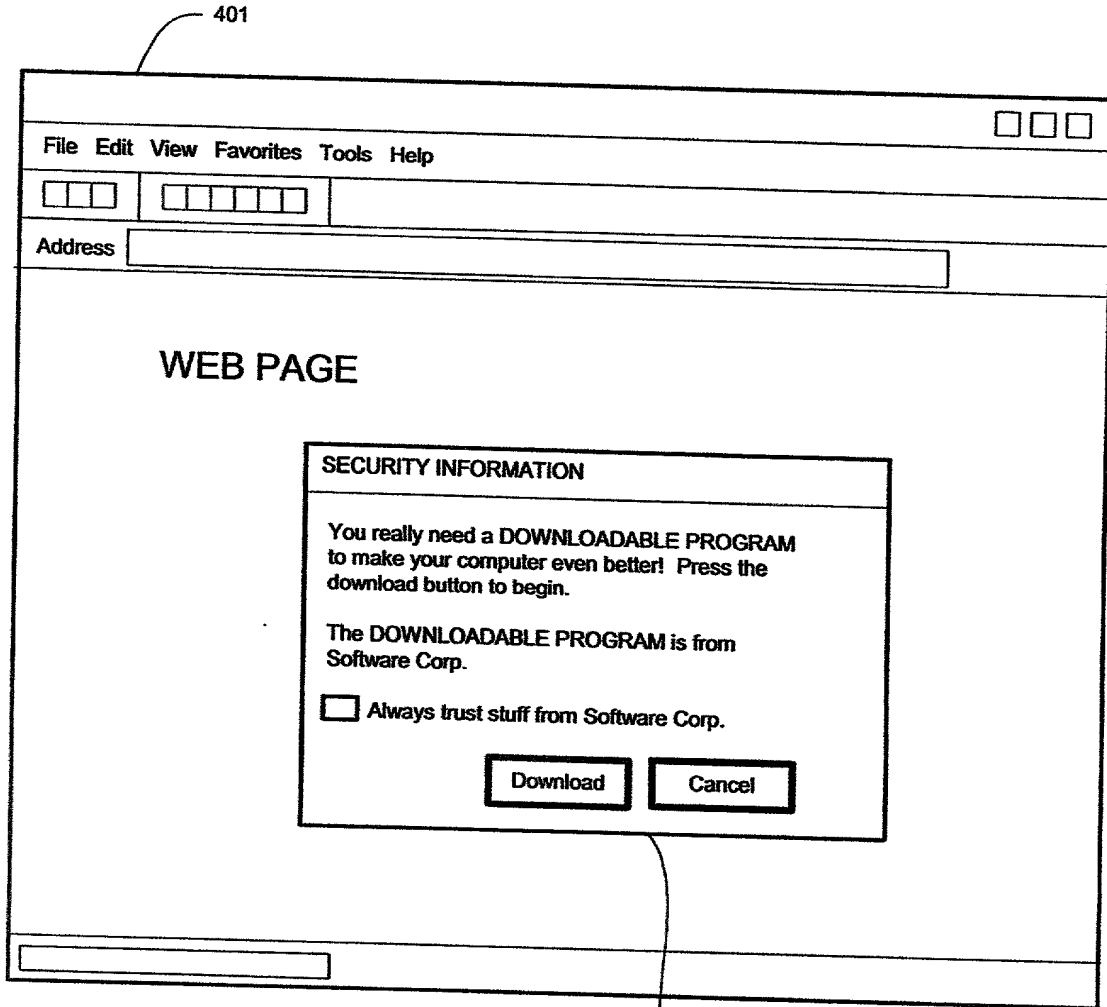 401
File Edit View Favorites Tools Help
Address
WEB PAGE
SECURITY INFORMATION
You really need a DOWNLOADABLE PROGRAM
to make your computer even better! Press the
download button to begin.
The DOWNLOADABLE PROGRAM is from
Software Corp.
Always trust stuff from Software Corp.
Download Cancel